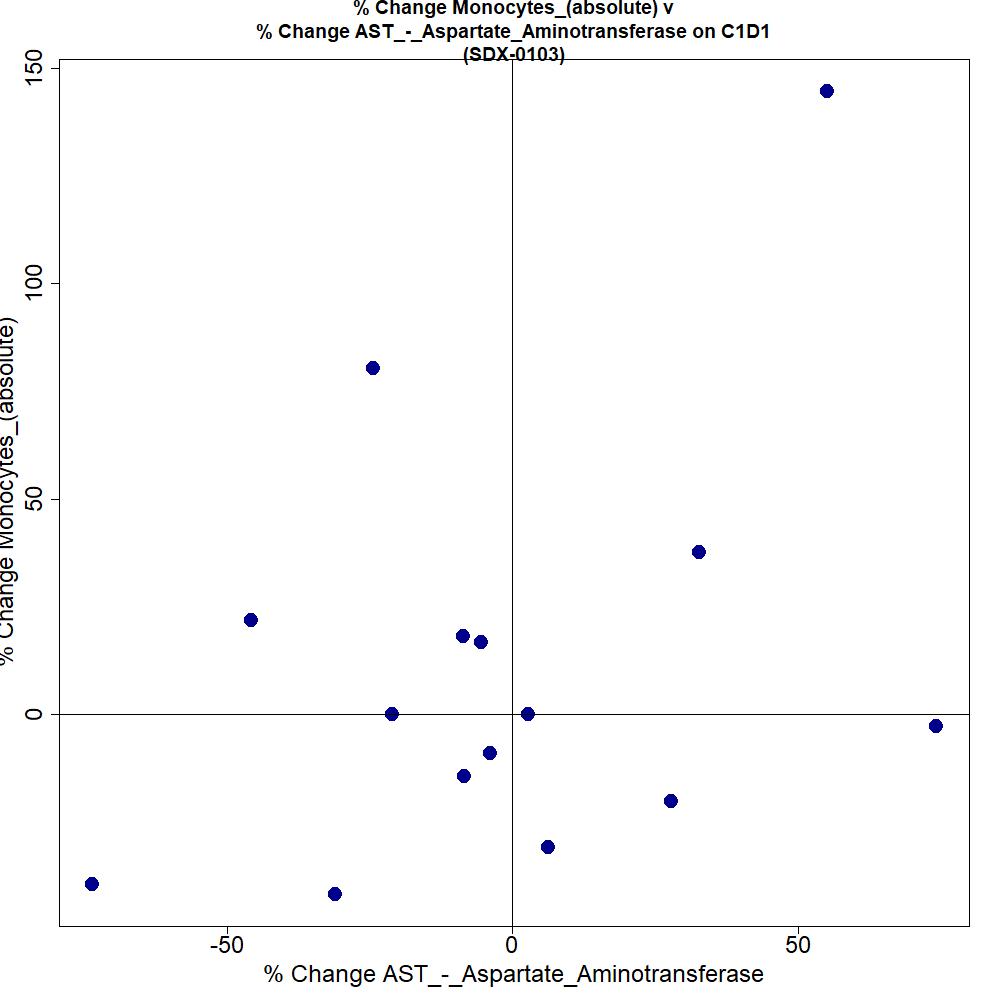 % Change Monocytes_(absolute) v
% Change AST_-_Aspartate_Aminotransferase on C1D1
(SDX-0103)
% Change Monocytes_(absolute)
150
100
50
0
-50
0
50
% Change AST_-_Aspartate_Aminotransferase